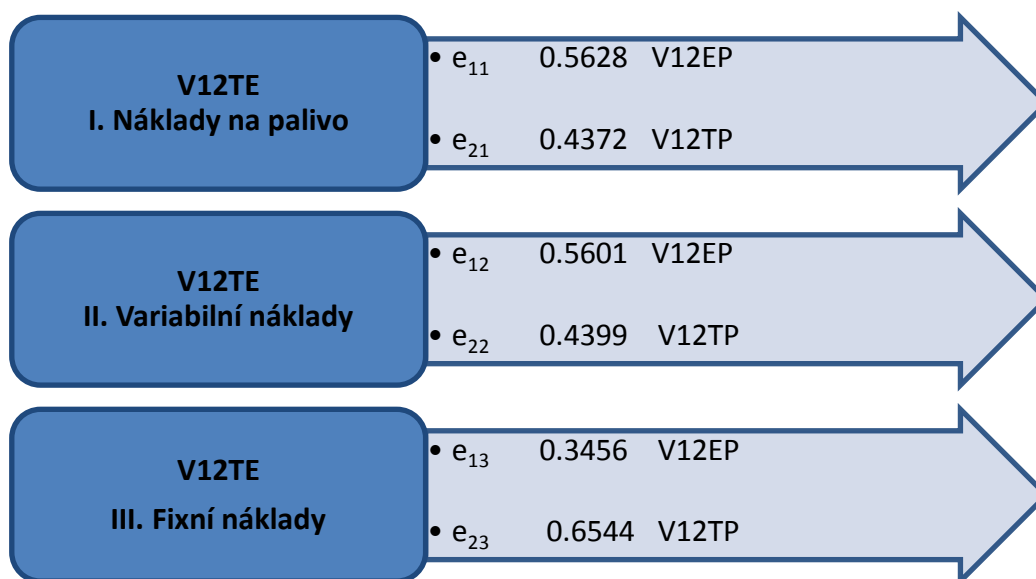 V12TE
I. Náklady na palivo
• e₁₁ 0.5628 V12EP
• e₂₁ 0.4372 V12TP
V12TE
II. Variabilní náklady
• e₁₂ 0.5601 V12EP
• e₂₂ 0.4399 V12TP
V12TE
III. Fixní náklady
• e₁₃ 0.3456 V12EP
• e₂₃ 0.6544 V12TP